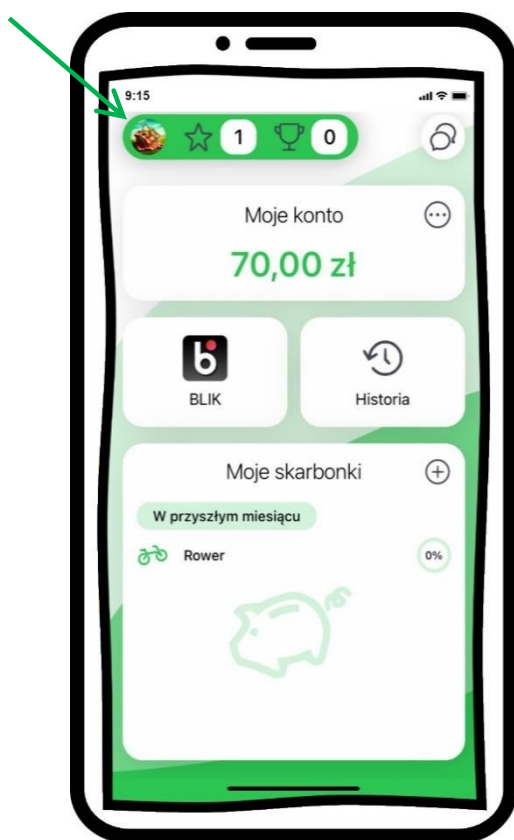 9:15
1 0
Moje konto
70,00 zł
BLIK Historia
Moje skarbonki
W przyszłym miesiącu
Rower 0%